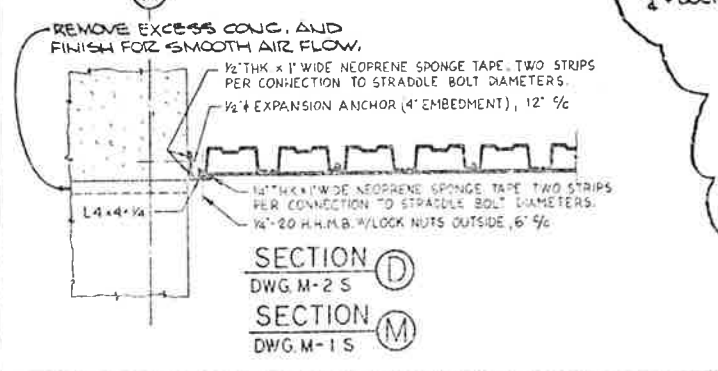 REMOVE EXCESS CONC. AND
FINISH FOR SMOOTH AIR FLOW.
½" THK x 1" WIDE NEOPRENE SPONGE TAPE. TWO STRIPS
PER CONNECTION TO STRADDLE BOLT DIAMETERS.
½"ϕ EXPANSION ANCHOR (4" EMBEDMENT), 12" c/c
¼" THK x 1" WIDE NEOPRENE SPONGE TAPE TWO STRIPS
PER CONNECTION TO STRADDLE BOLT DIAMETERS.
L4x4x¼
¼"-20 H.H.M.B. W/LOCK NUTS OUTSIDE, 6" c/c
SECTION D
DWG. M-2 S
SECTION M
DWG. M-1 S